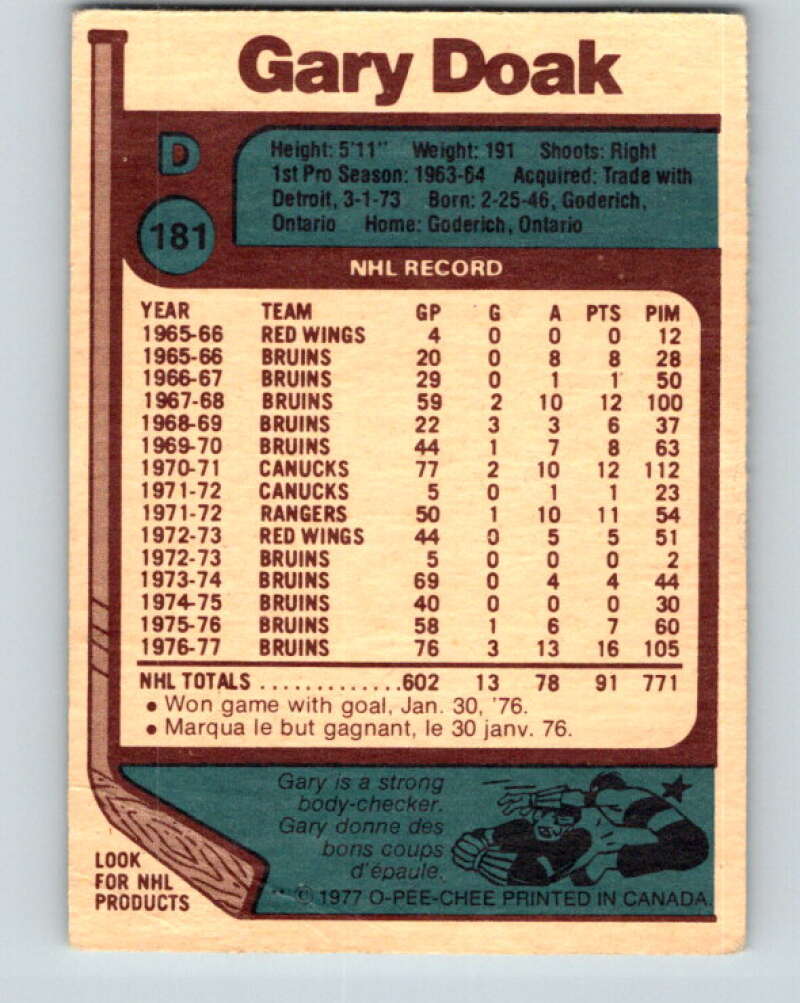 Gary Doak
D
181
Height: 5'11" Weight: 191 Shoots: Right
1st Pro Season: 1963-64 Acquired: Trade with
Detroit, 3-1-73 Born: 2-25-46, Goderich,
Ontario Home: Goderich, Ontario
NHL RECORD
YEAR TEAM GP G A PTS PIM
1965-66 RED WINGS 4 0 0 0 12
1965-66 BRUINS 20 0 8 8 28
1966-67 BRUINS 29 0 1 1 50
1967-68 BRUINS 59 2 10 12 100
1968-69 BRUINS 22 3 3 6 37
1969-70 BRUINS 44 1 7 8 63
1970-71 CANUCKS 77 2 10 12 112
1971-72 CANUCKS 5 0 1 1 23
1971-72 RANGERS 50 1 10 11 54
1972-73 RED WINGS 44 0 5 5 51
1972-73 BRUINS 5 0 0 0 2
1973-74 BRUINS 69 0 4 4 44
1974-75 BRUINS 40 0 0 0 30
1975-76 BRUINS 58 1 6 7 60
1976-77 BRUINS 76 3 13 16 105
NHL TOTALS .............602 13 78 91 771
• Won game with goal, Jan. 30, '76.
• Marqua le but gagnant, le 30 janv. 76.
Gary is a strong
body-checker.
Gary donne des
bons coups
d'épaule.
LOOK
FOR NHL
PRODUCTS
** © 1977 O-PEE-CHEE PRINTED IN CANADA.